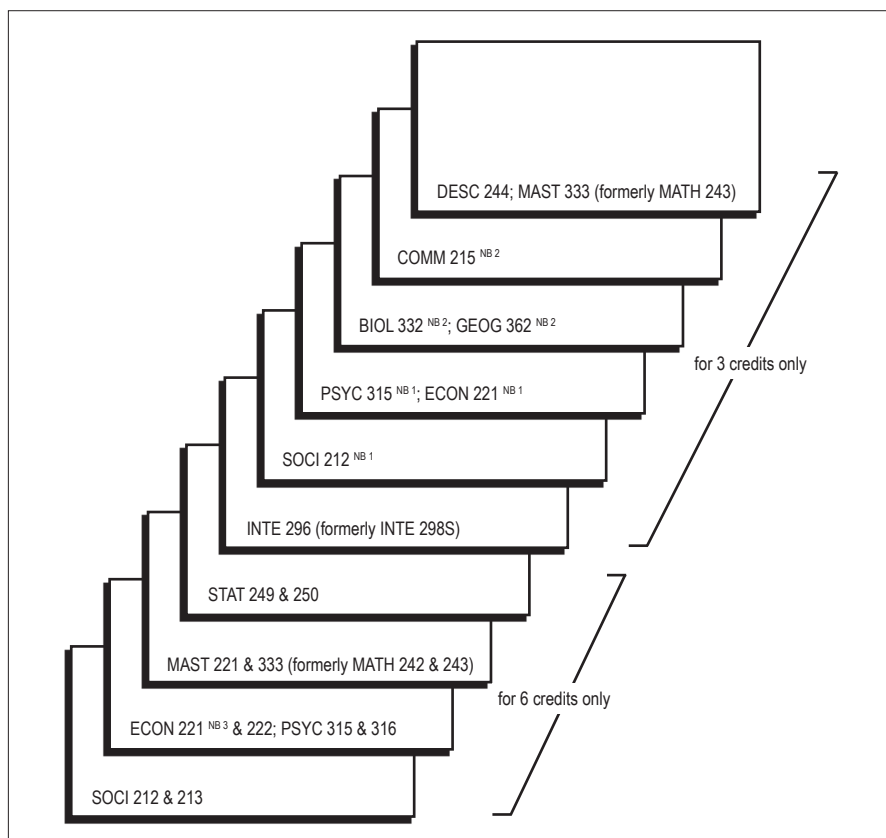 DESC 244; MAST 333 (formerly MATH 243)
COMM 215 NB 2
BIOL 332 NB 2; GEOG 362 NB 2
for 3 credits only
PSYC 315 NB 1; ECON 221 NB 1
SOCI 212 NB 1
INTE 296 (formerly INTE 298S)
STAT 249 & 250
MAST 221 & 333 (formerly MATH 242 & 243)
for 6 credits only
ECON 221 NB 3 & 222; PSYC 315 & 316
SOCI 212 & 213